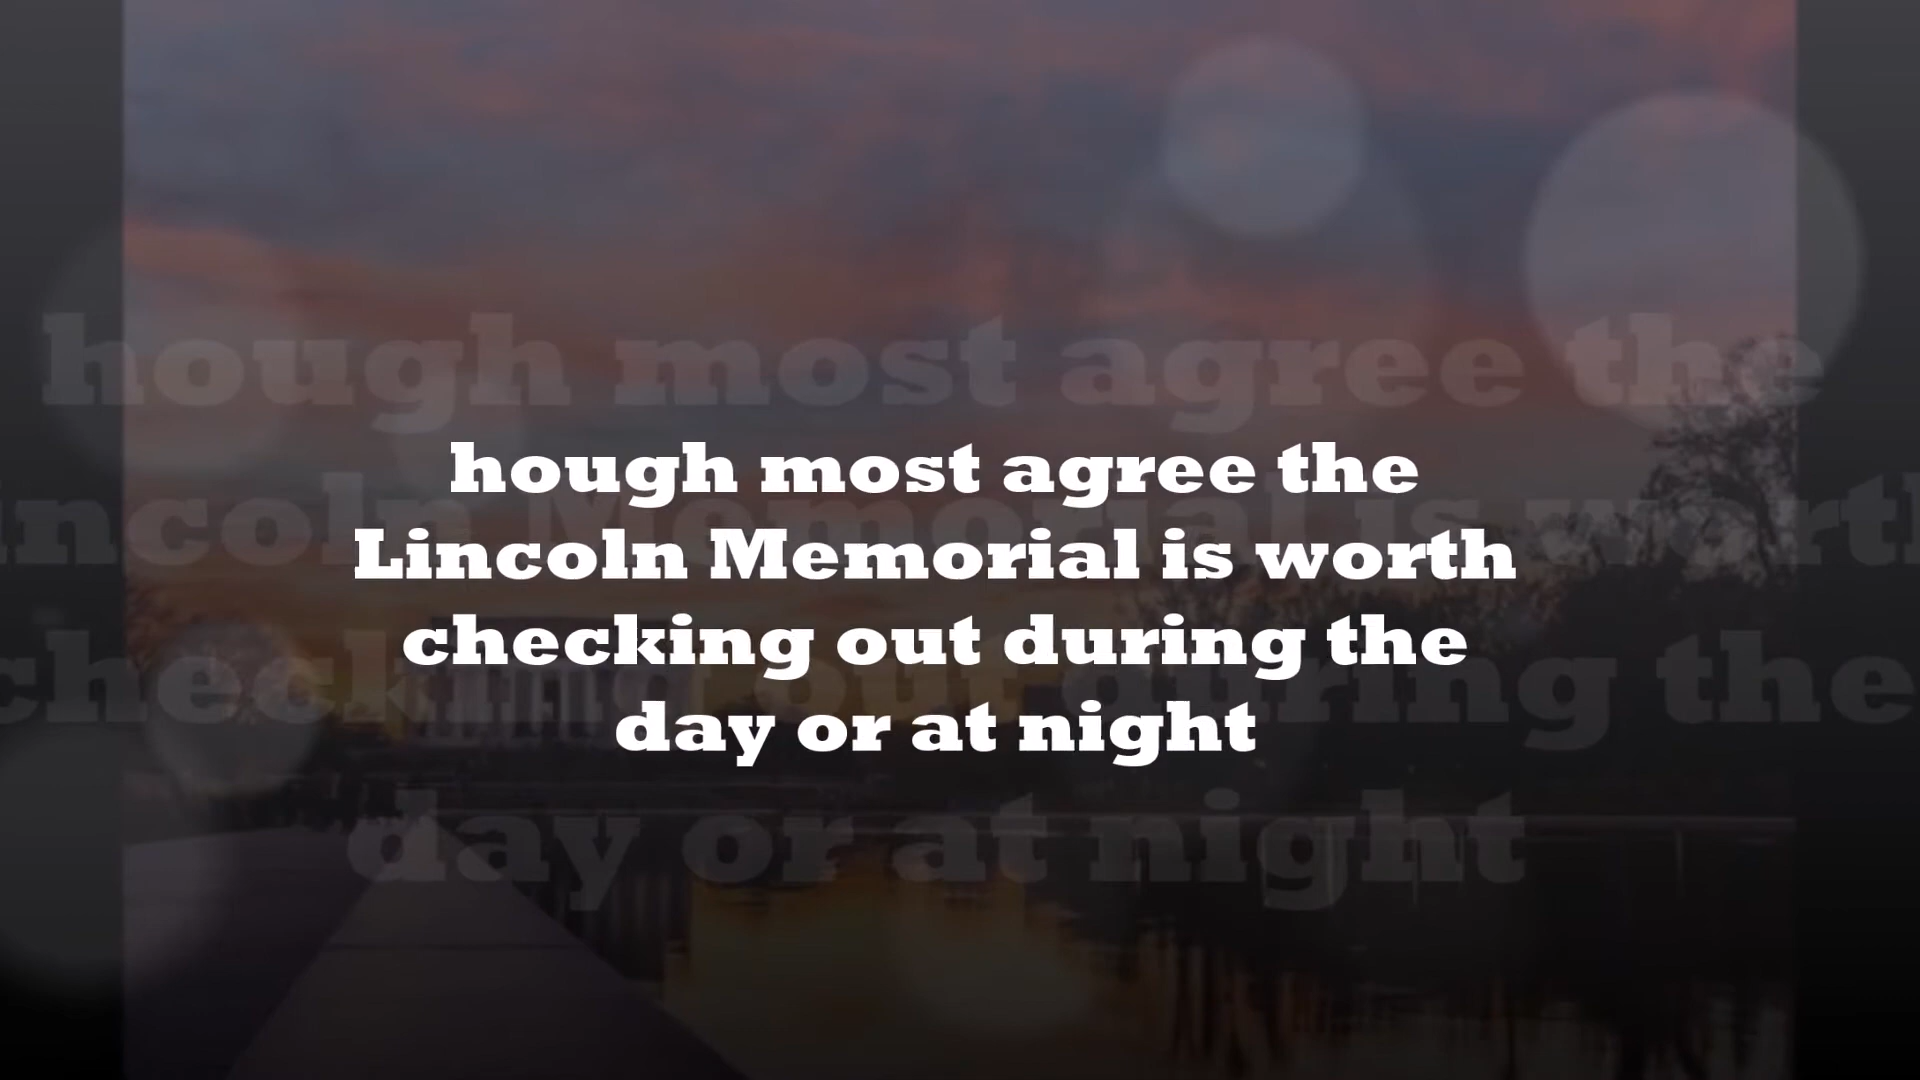 hough most agree the
Lincoln Memorial is worth
checking out during the
day or at night